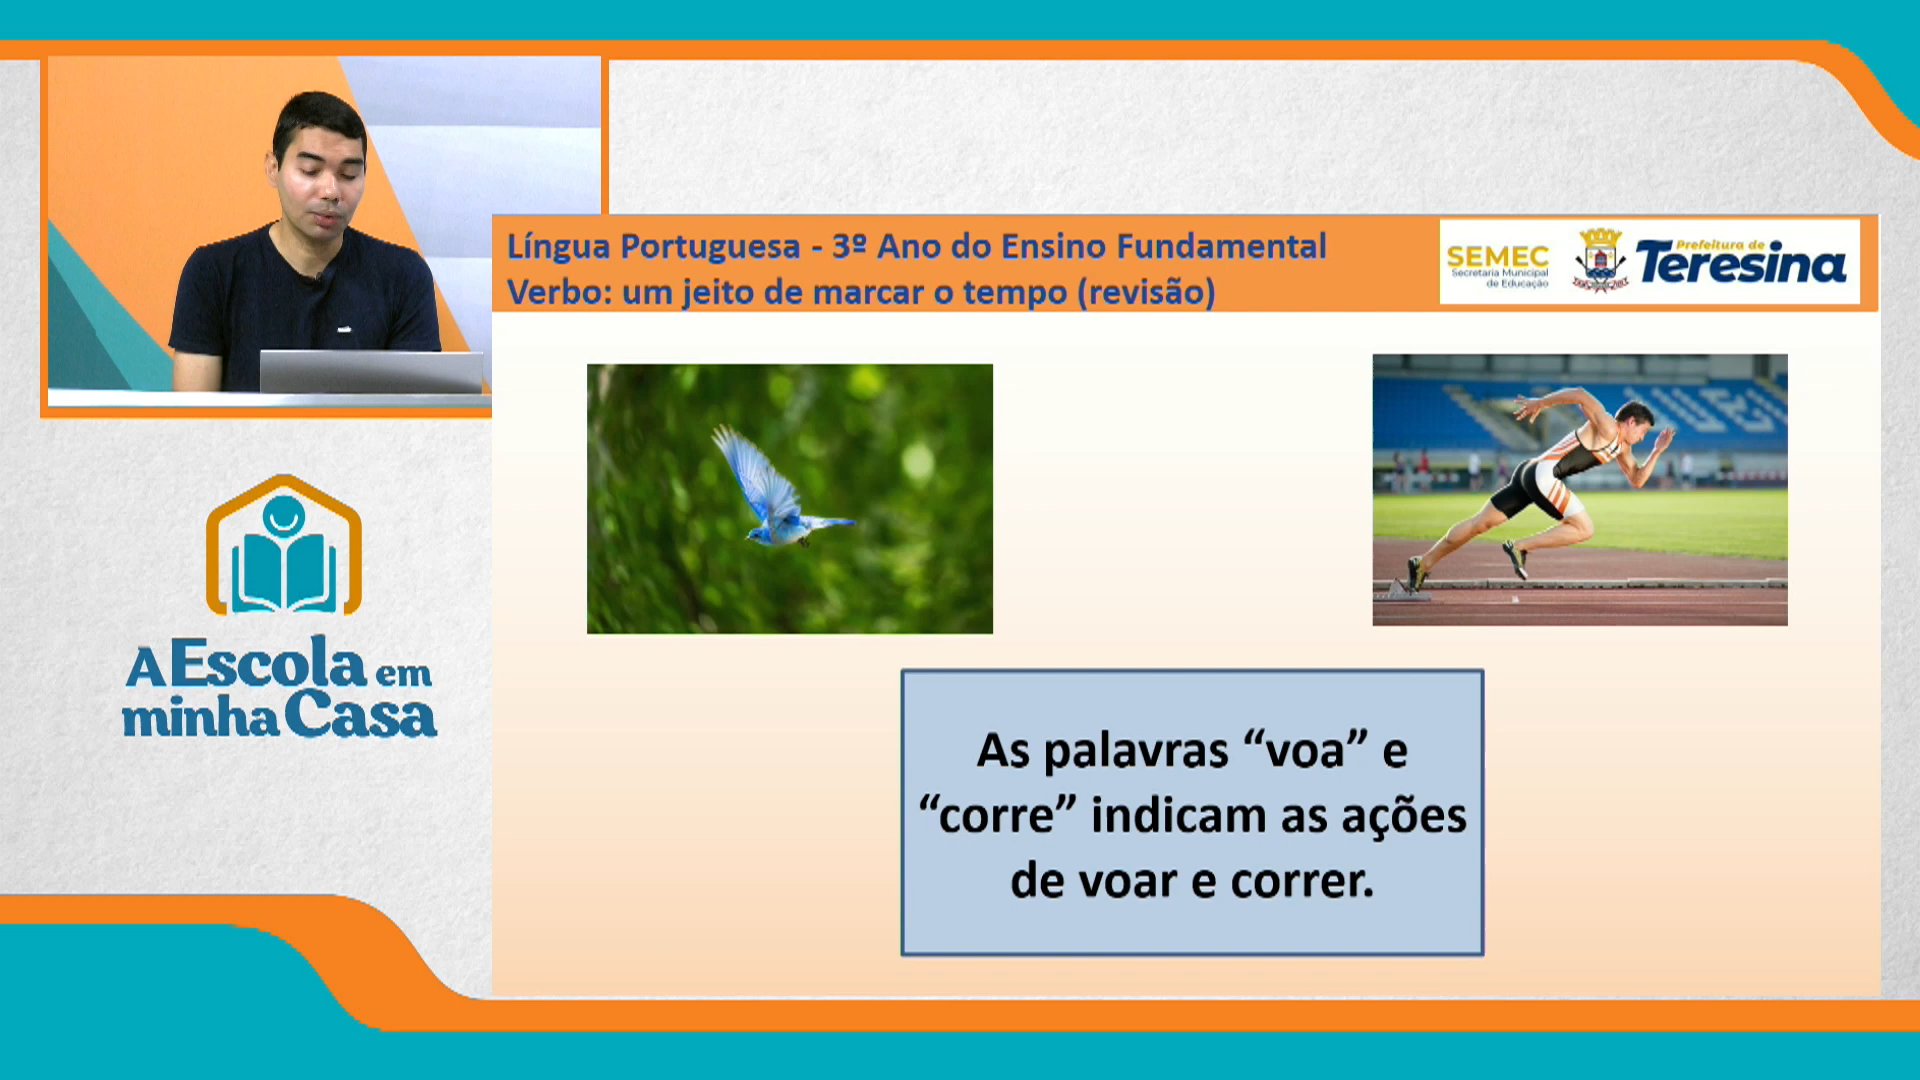 Língua Portuguesa - 3º Ano do Ensino Fundamental
Verbo: um jeito de marcar o tempo (revisão)
SEMEC
Secretaria Municipal
de Educação
Prefeitura de
Teresina
As palavras “voa” e
“corre” indicam as ações
de voar e correr.
A Escola em
minha Casa